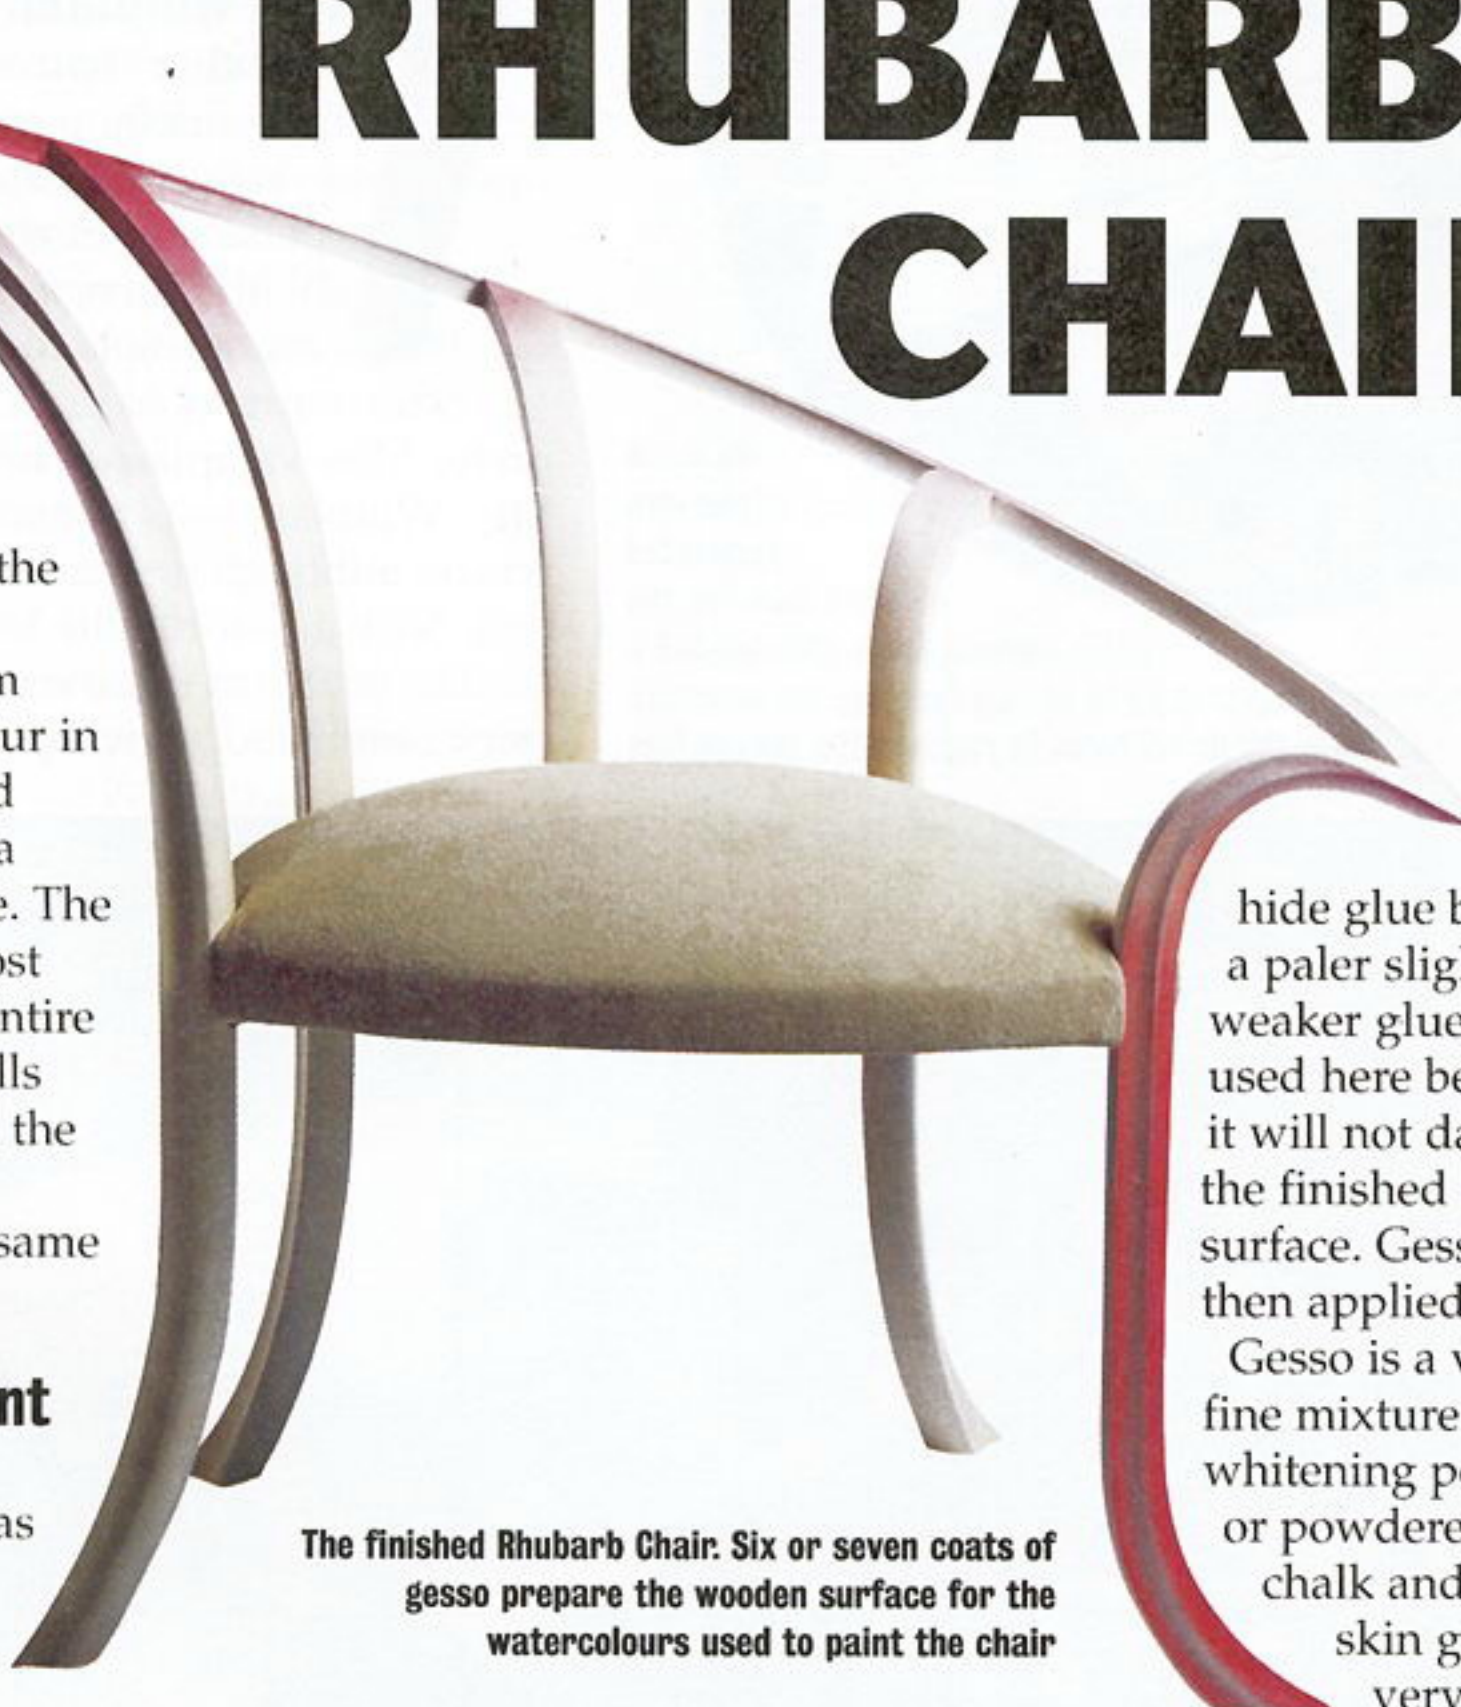 RHUBARB
CHAIR
the
ur in
a
e. The
ost
ntire
lls
the
same
nt
as
The finished Rhubarb Chair. Six or seven coats of
gesso prepare the wooden surface for the
watercolours used to paint the chair
hide glue b
a paler slig
weaker glue
used here be
it will not da
the finished
surface. Gess
then applied
Gesso is a v
fine mixture
whitening po
or powdere
chalk and
skin g
very